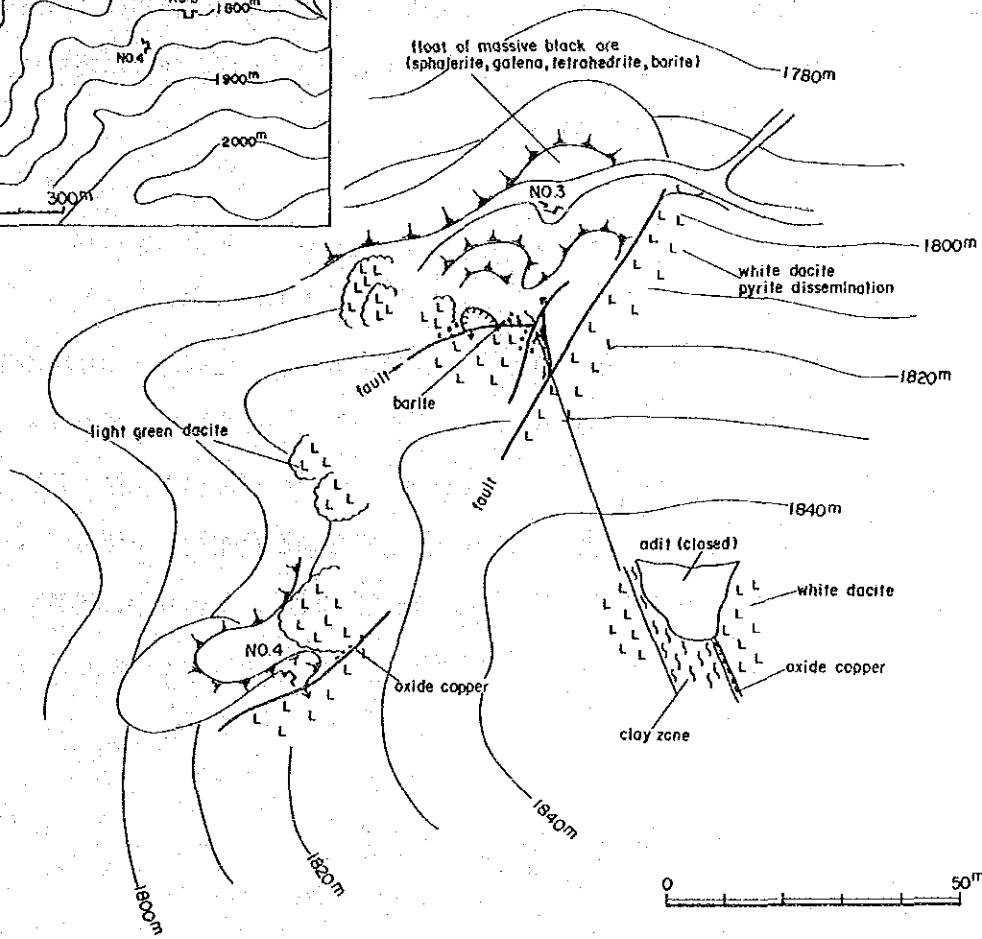 1800m
NO.4
1900m
2000m
300m
float of massive black ore
(sphalerite, galena, tetrahedrite, barite)
1780m
NO.3
1800m
white dacite
pyrite dissemination
fault
barite
1820m
light green dacite
fault
1840m
adit (closed)
white dacite
NO.4
oxide copper
oxide copper
clay zone
1840m
1820m
1800m
0 50m